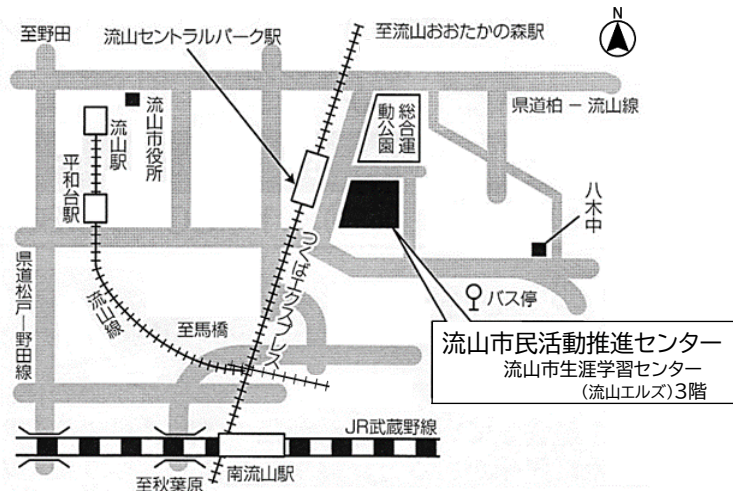 N
至野田
流山セントラルパーク駅
至流山おおたかの森駅
県道柏－流山線
流山市役所
流山駅
平和台駅
総合運
動公園
八木中
つくばエクスプレス
県道松戸―野田線
流山線
至馬橋
バス停
流山市民活動推進センター
流山市生涯学習センター
(流山エルズ)3階
JR武蔵野線
南流山駅
至秋葉原